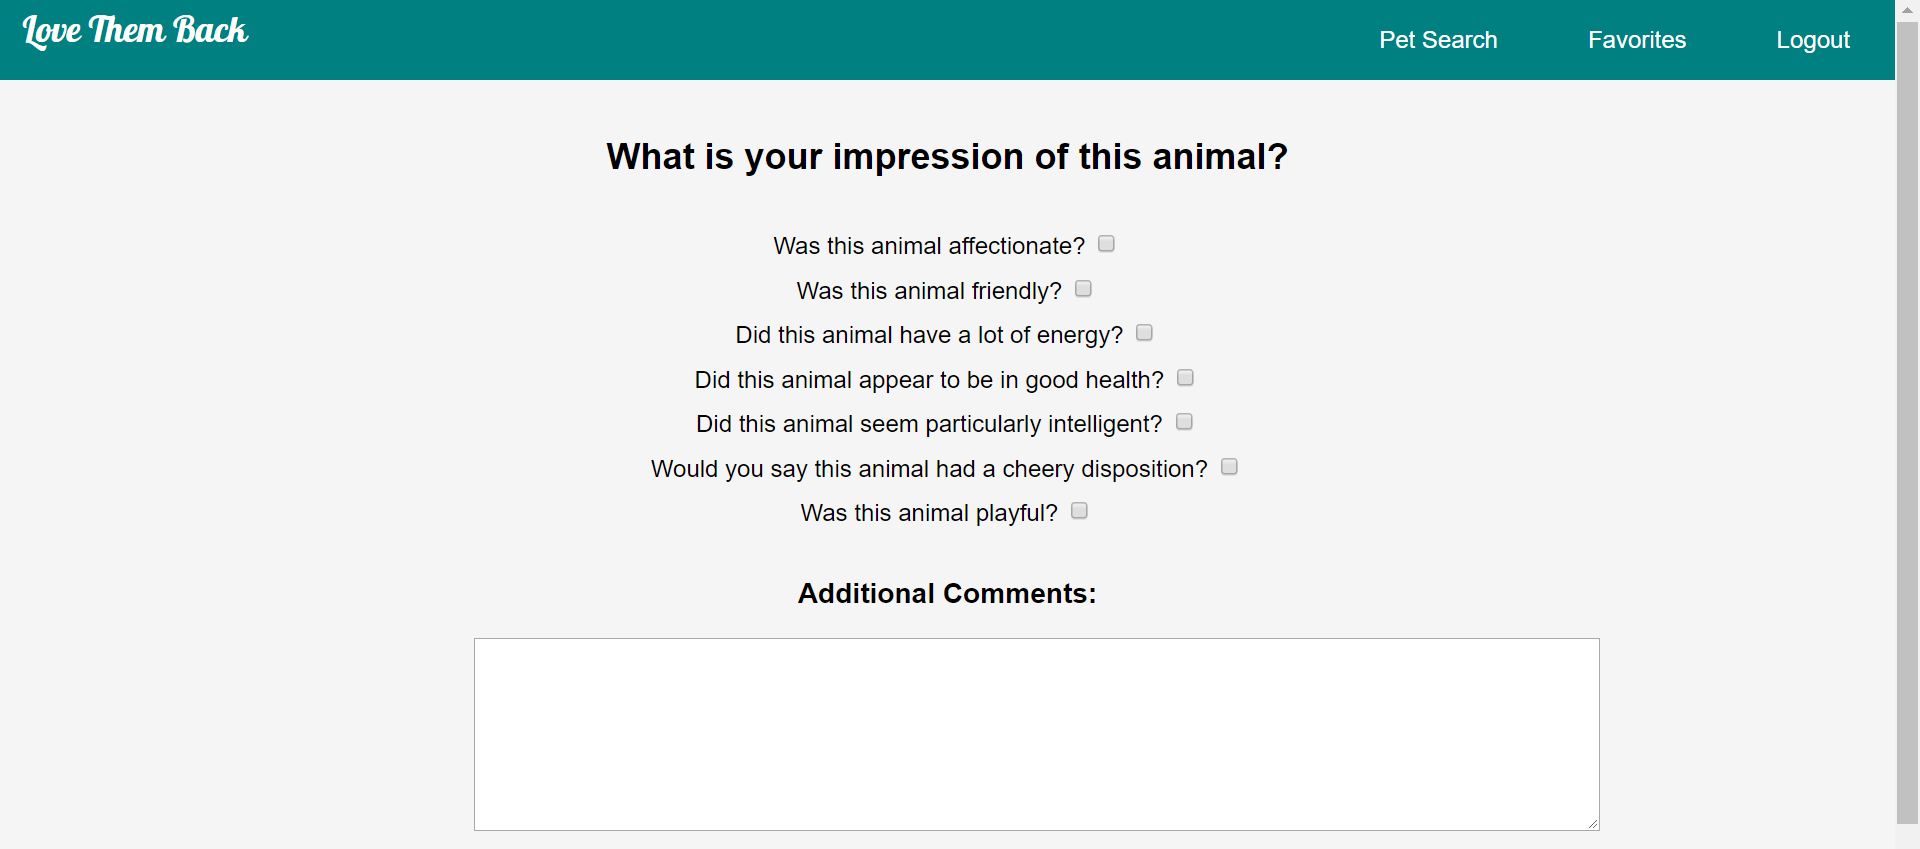 Love Them Back
Pet Search
Favorites
Logout
What is your impression of this animal?
Was this animal affectionate?
Was this animal friendly?
Did this animal have a lot of energy?
Did this animal appear to be in good health?
Did this animal seem particularly intelligent?
Would you say this animal had a cheery disposition?
Was this animal playful?
Additional Comments: